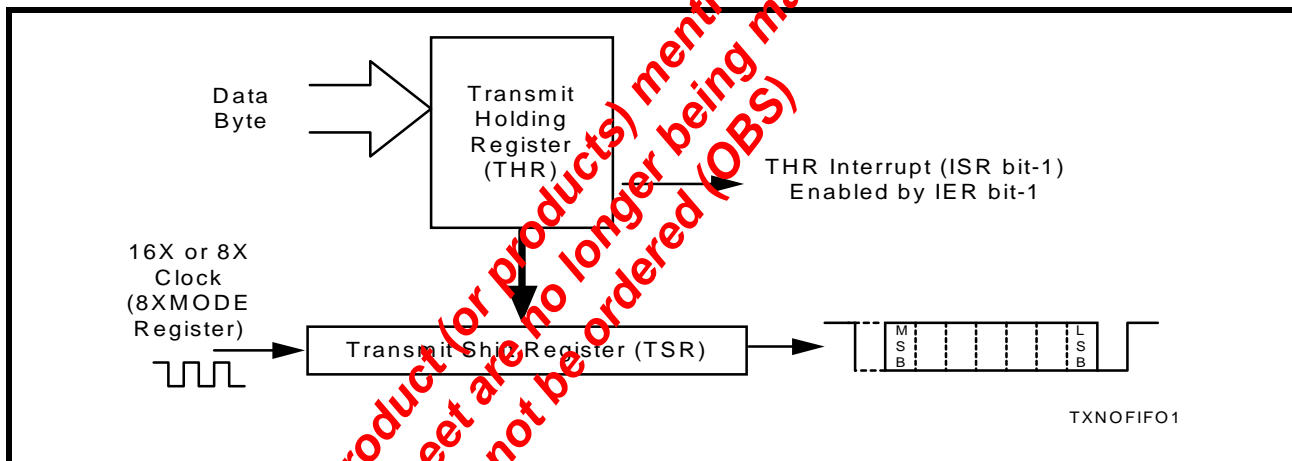 Data
Byte
Transmit
Holding
Register
(THR)
THR Interrupt (ISR bit-1)
Enabled by IER bit-1
16X or 8X
Clock
(8XMODE
Register)
Transmit Shift Register (TSR)
M
S
B
L
S
B
TXNOFIFO1
product (or products)
eet are no longer being
not be ordered (OBS)